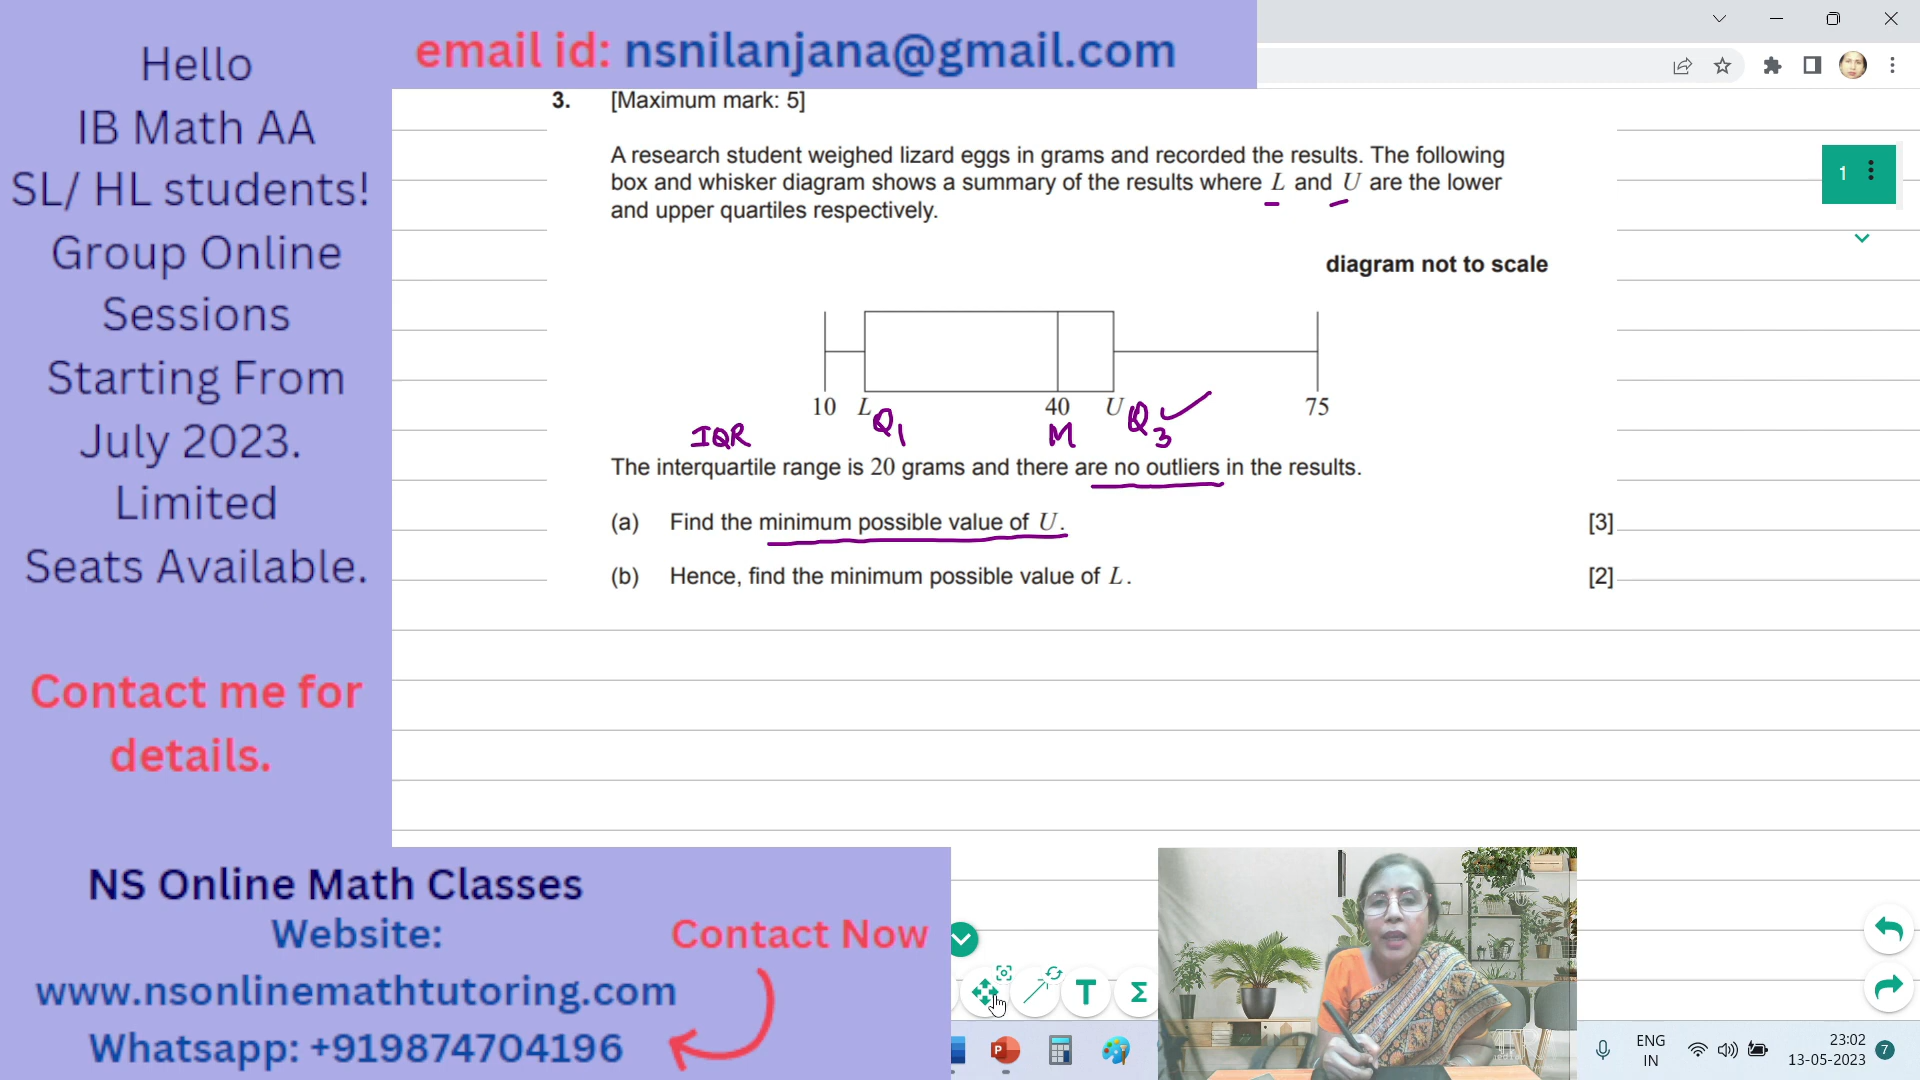 Hello
IB Math AA
SL/ HL students!
Group Online
Sessions
Starting From
July 2023.
Limited
Seats Available.
Contact me for
details.
email id: nsnilanjana@gmail.com
3. [Maximum mark: 5]
A research student weighed lizard eggs in grams and recorded the results. The following
box and whisker diagram shows a summary of the results where L and U are the lower
and upper quartiles respectively.
diagram not to scale
10 L 40 U 75
Q1 M Q3
IQR
The interquartile range is 20 grams and there are no outliers in the results.
(a) Find the minimum possible value of U. [3]
(b) Hence, find the minimum possible value of L. [2]
1
NS Online Math Classes
Website:
www.nsonlinemathtutoring.com
Whatsapp: +919874704196
Contact Now
T Σ
P
ENG
IN
23:02
13-05-2023
7